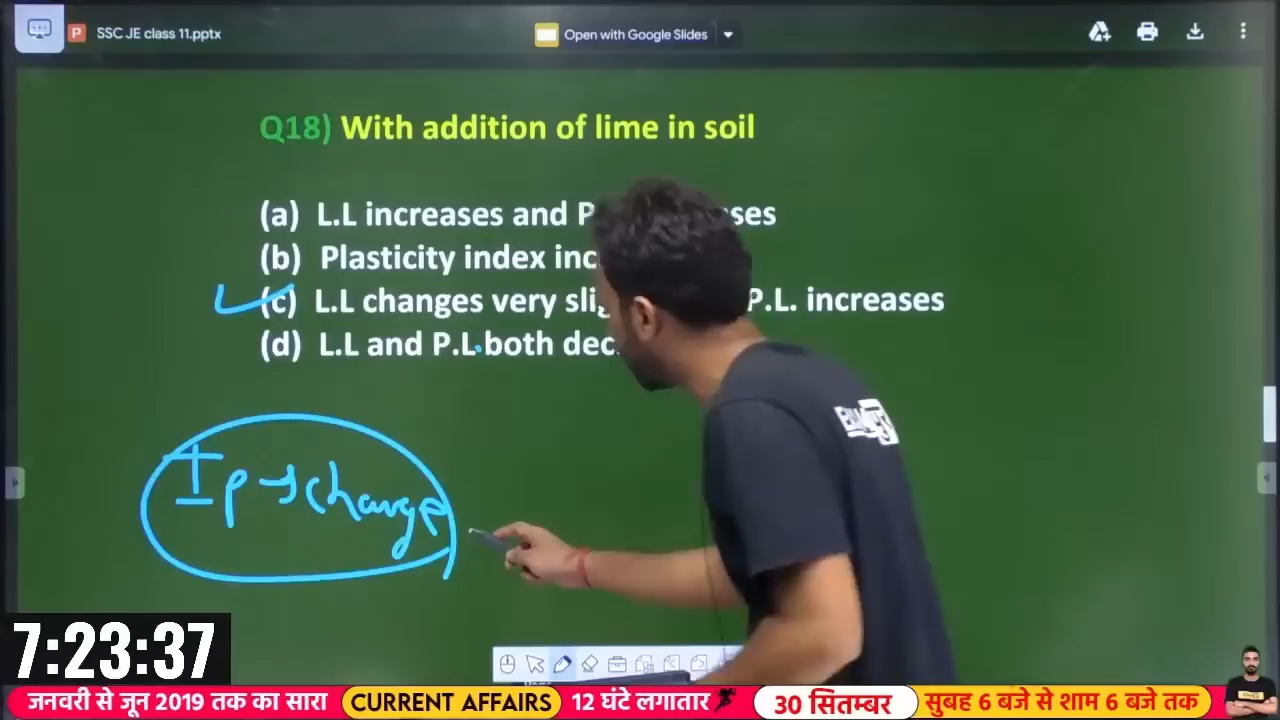 SSC JE class 11.pptx
Open with Google Slides
Q18) With addition of lime in soil
(a) L.L increases and P
(b) Plasticity index inc
(c) L.L changes very P.L. increases
(d) L.L and P.L both
Ip → change
7:23:37
जनवरी से जून 2019 तक का सारा CURRENT AFFAIRS 12 घंटे लगातार 30 सितम्बर सुबह 6 बजे से शाम 6 बजे तक